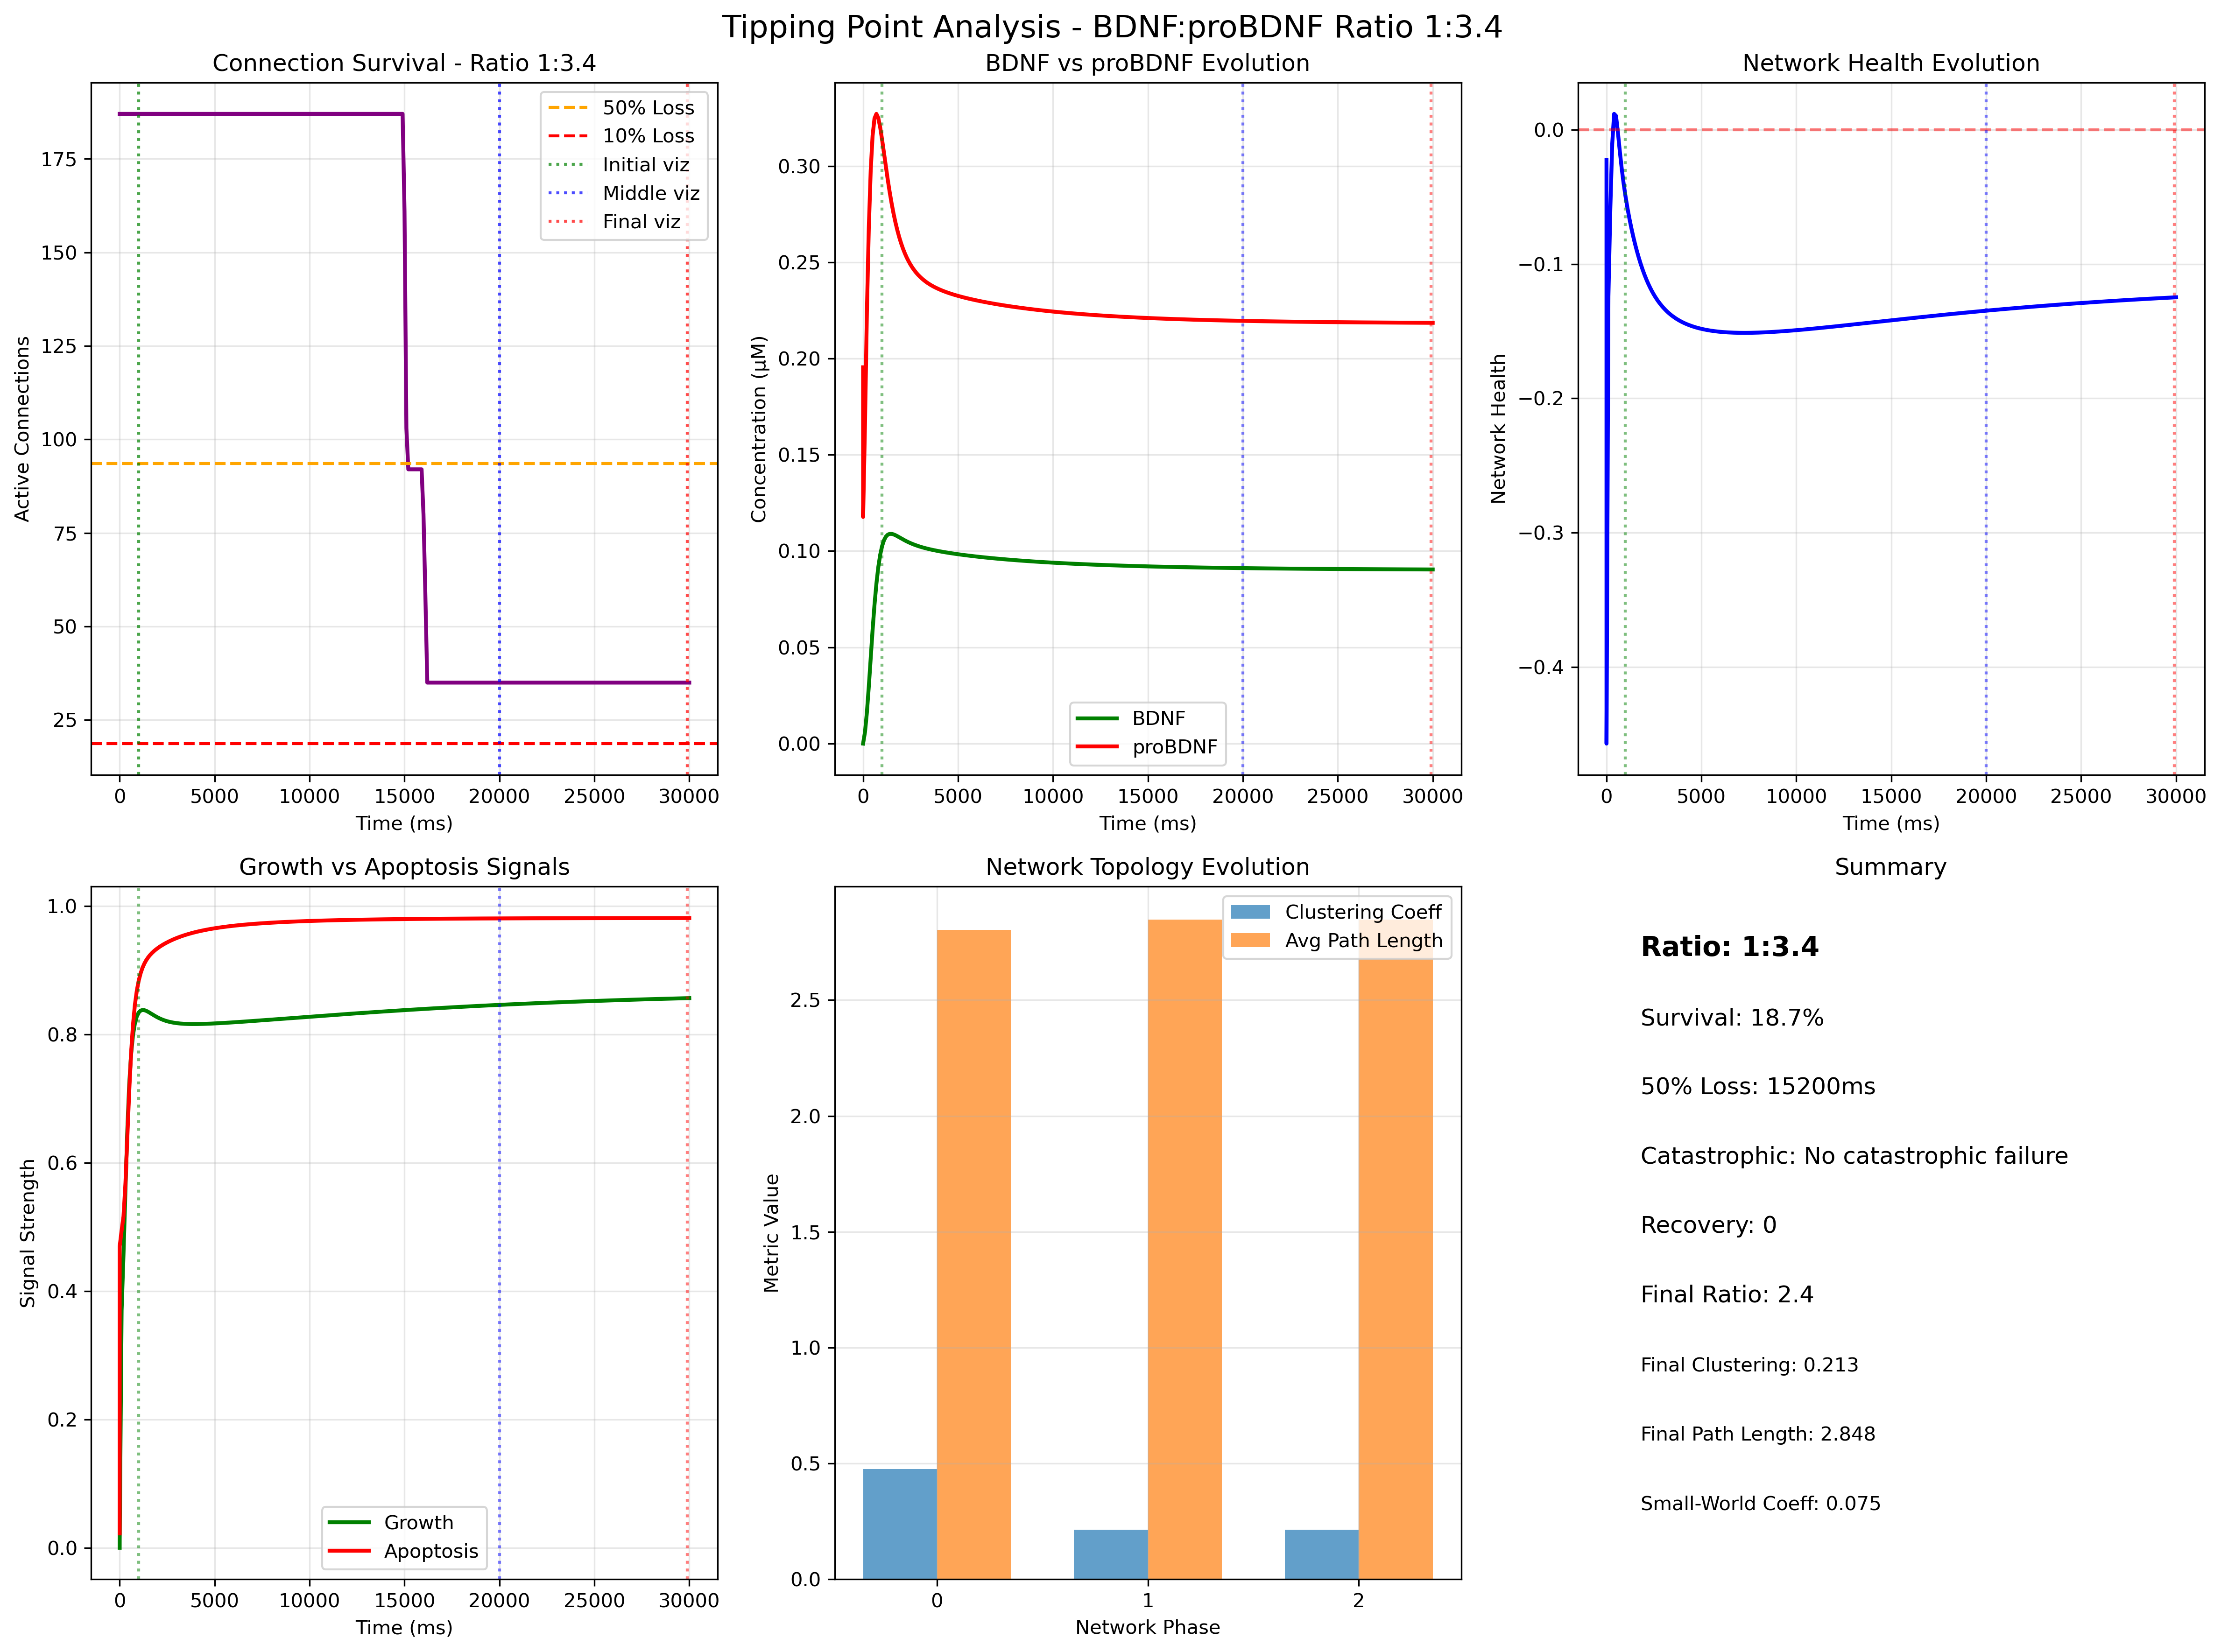 Tipping Point Analysis - BDNF:proBDNF Ratio 1:3.4
Connection Survival - Ratio 1:3.4
Active Connections
175
150
125
100
75
50
25
50% Loss
10% Loss
Initial viz
Middle viz
Final viz
0 5000 10000 15000 20000 25000 30000
Time (ms)
BDNF vs proBDNF Evolution
Concentration (μM)
0.30
0.25
0.20
0.15
0.10
0.05
0.00
BDNF
proBDNF
0 5000 10000 15000 20000 25000 30000
Time (ms)
Network Health Evolution
Network Health
0.0
−0.1
−0.2
−0.3
−0.4
0 5000 10000 15000 20000 25000 30000
Time (ms)
Growth vs Apoptosis Signals
Signal Strength
1.0
0.8
0.6
0.4
0.2
0.0
Growth
Apoptosis
0 5000 10000 15000 20000 25000 30000
Time (ms)
Network Topology Evolution
Metric Value
Clustering Coeff
Avg Path Length
2.5
2.0
1.5
1.0
0.5
0.0
0 1 2
Network Phase
Summary
Ratio: 1:3.4
Survival: 18.7%
50% Loss: 15200ms
Catastrophic: No catastrophic failure
Recovery: 0
Final Ratio: 2.4
Final Clustering: 0.213
Final Path Length: 2.848
Small-World Coeff: 0.075